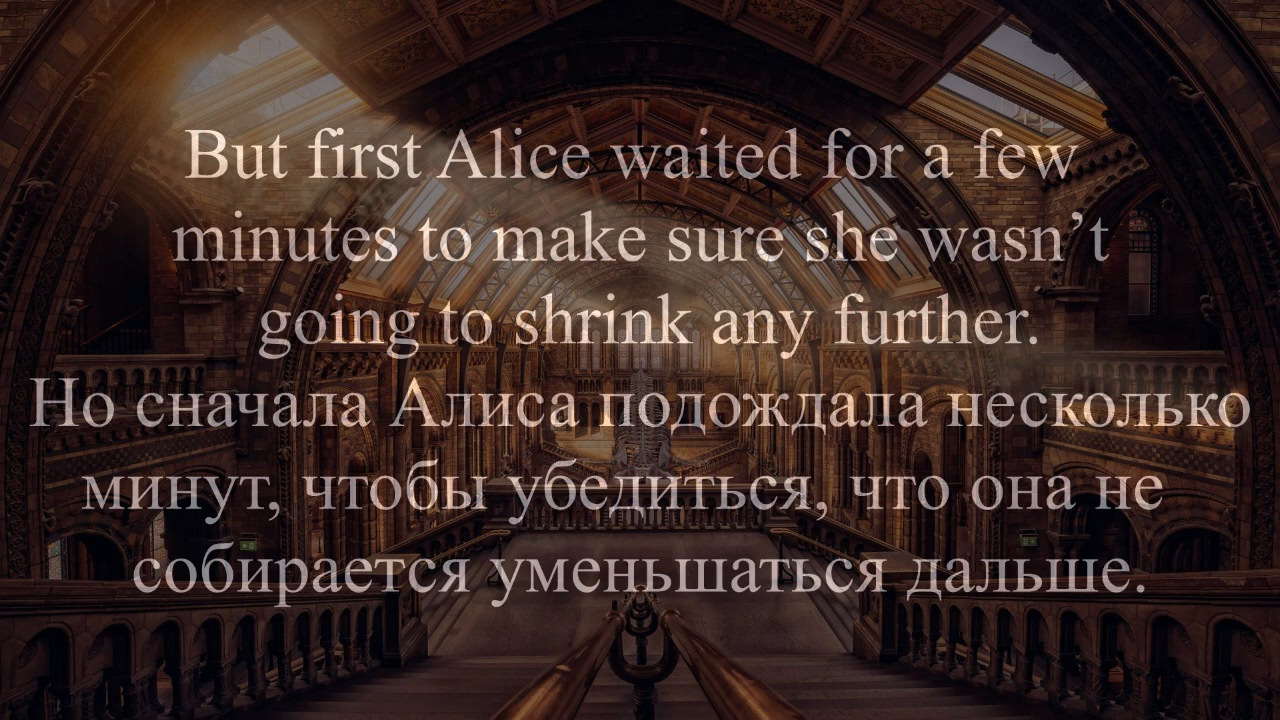 But first Alice waited for a few
minutes to make sure she wasn’t
going to shrink any further.
Но сначала Алиса подождала несколько
минут, чтобы убедиться, что она не
собирается уменьшаться дальше.